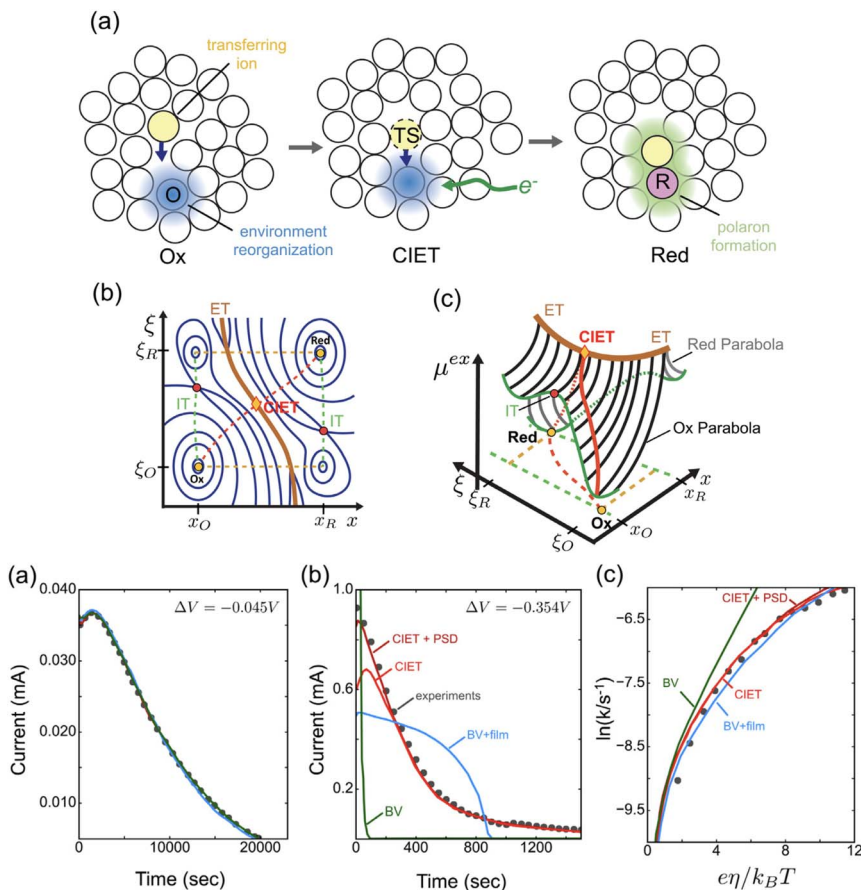 (a)
transferring
ion
TS
O
e-
R
environment
reorganization
polaron
formation
Ox
CIET
Red
(b)
ET
ξ
ξR
Red
IT
CIET
IT
ξO
Ox
xO
xR
x
(c)
ET
CIET
ET
Red Parabola
μex
IT
Red
Ox Parabola
ξ
ξR
x
xR
Ox
xO
ξO
(a)
0.040
ΔV = −0.045V
0.030
0.020
0.010
Current (mA)
0
10000
20000
Time (sec)
(b)
1.0
ΔV = −0.354V
CIET + PSD
CIET
experiments
0.6
BV+film
0.2
BV
Current (mA)
0
400
800
1200
Time (sec)
(c)
CIET + PSD
-6.5
BV
CIET
-7.5
BV+film
-8.5
-9.5
ln(k/s-1)
0
4
8
12
eη/kBT